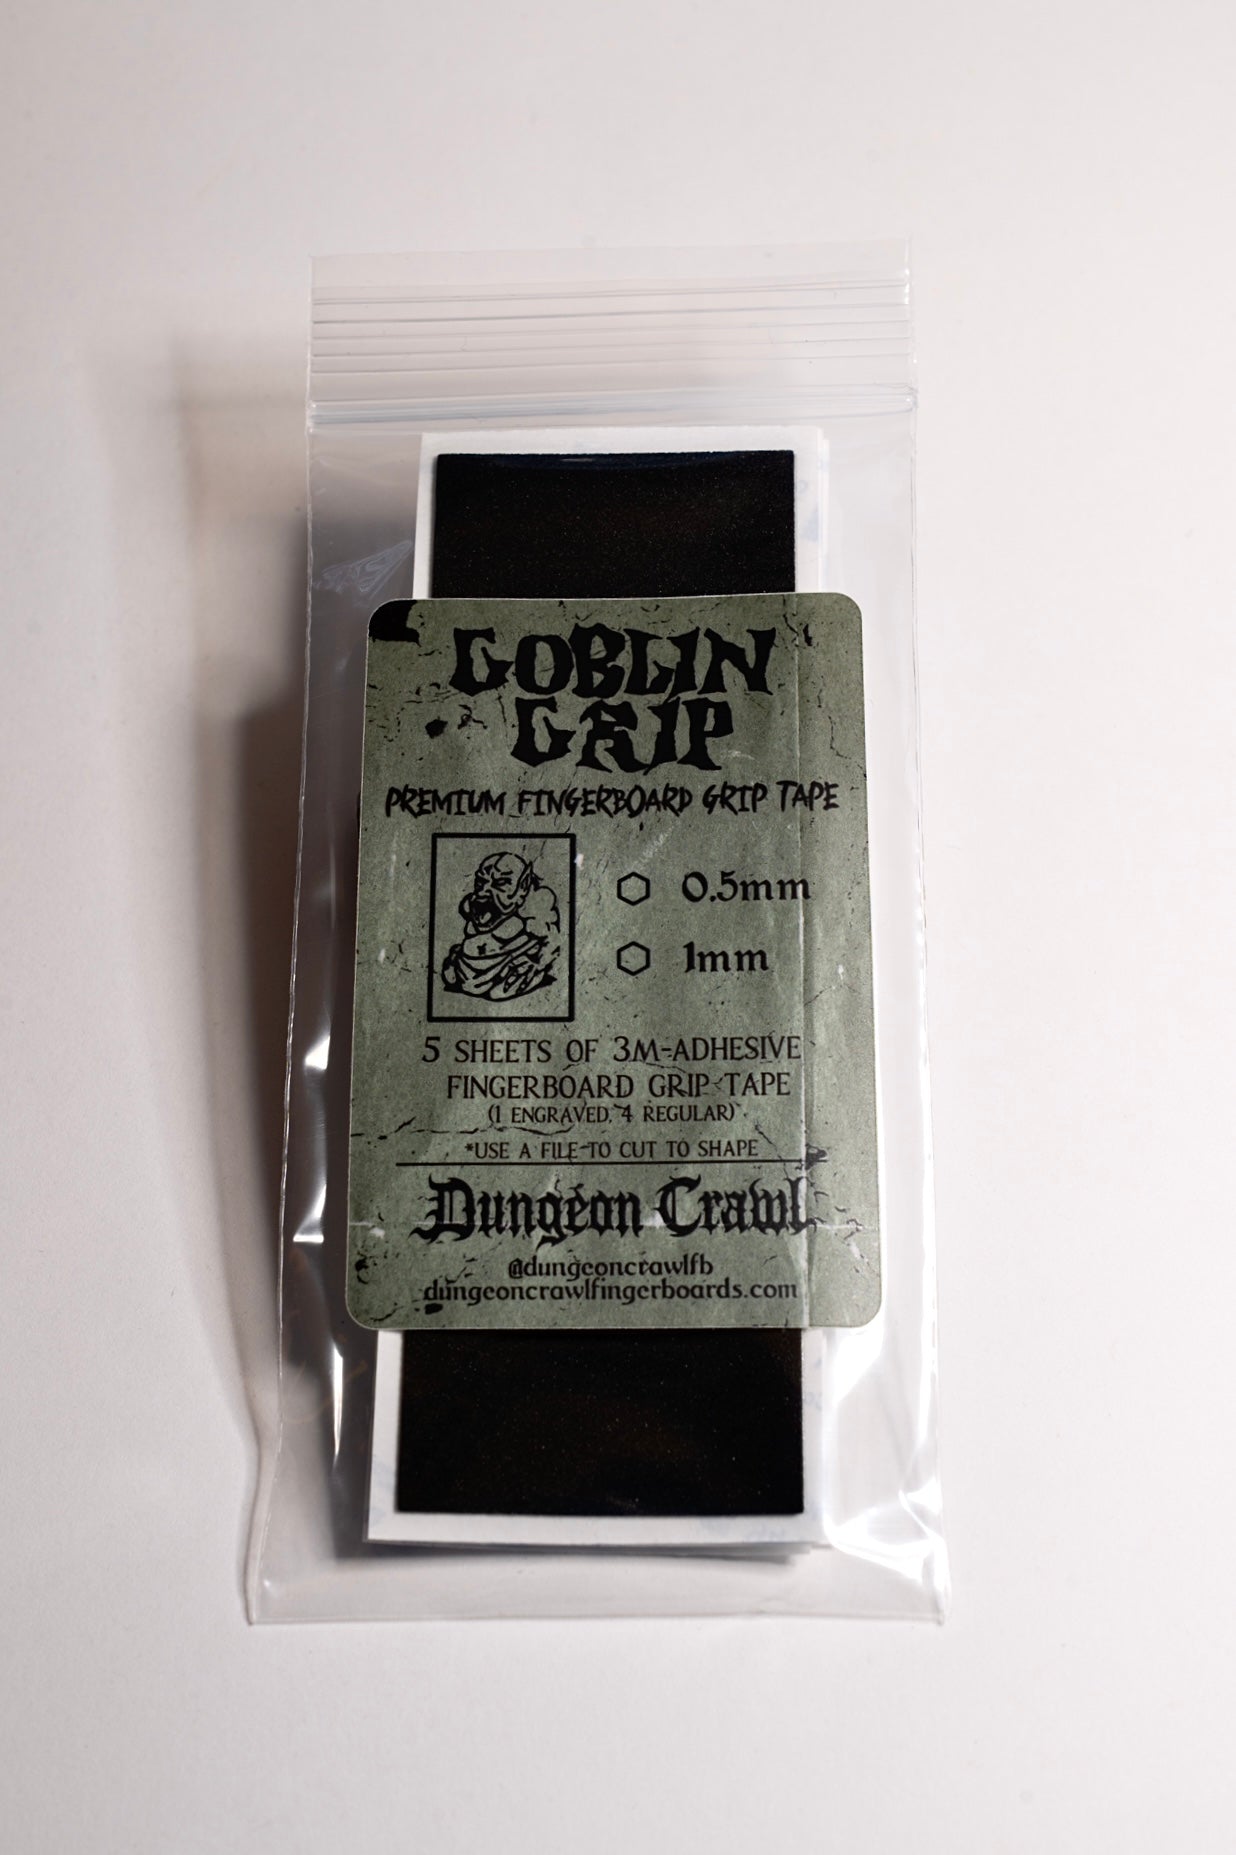 GOBLIN
GRIP
PREMIUM FINGERBOARD GRIP TAPE
0.5mm
1mm
5 SHEETS OF 3M-ADHESIVE
FINGERBOARD GRIP TAPE
(1 ENGRAVED, 4 REGULAR)
*USE A FILE TO CUT TO SHAPE
Dungeon Crawl
@dungeoncrawlfb
dungeoncrawlfingerboards.com